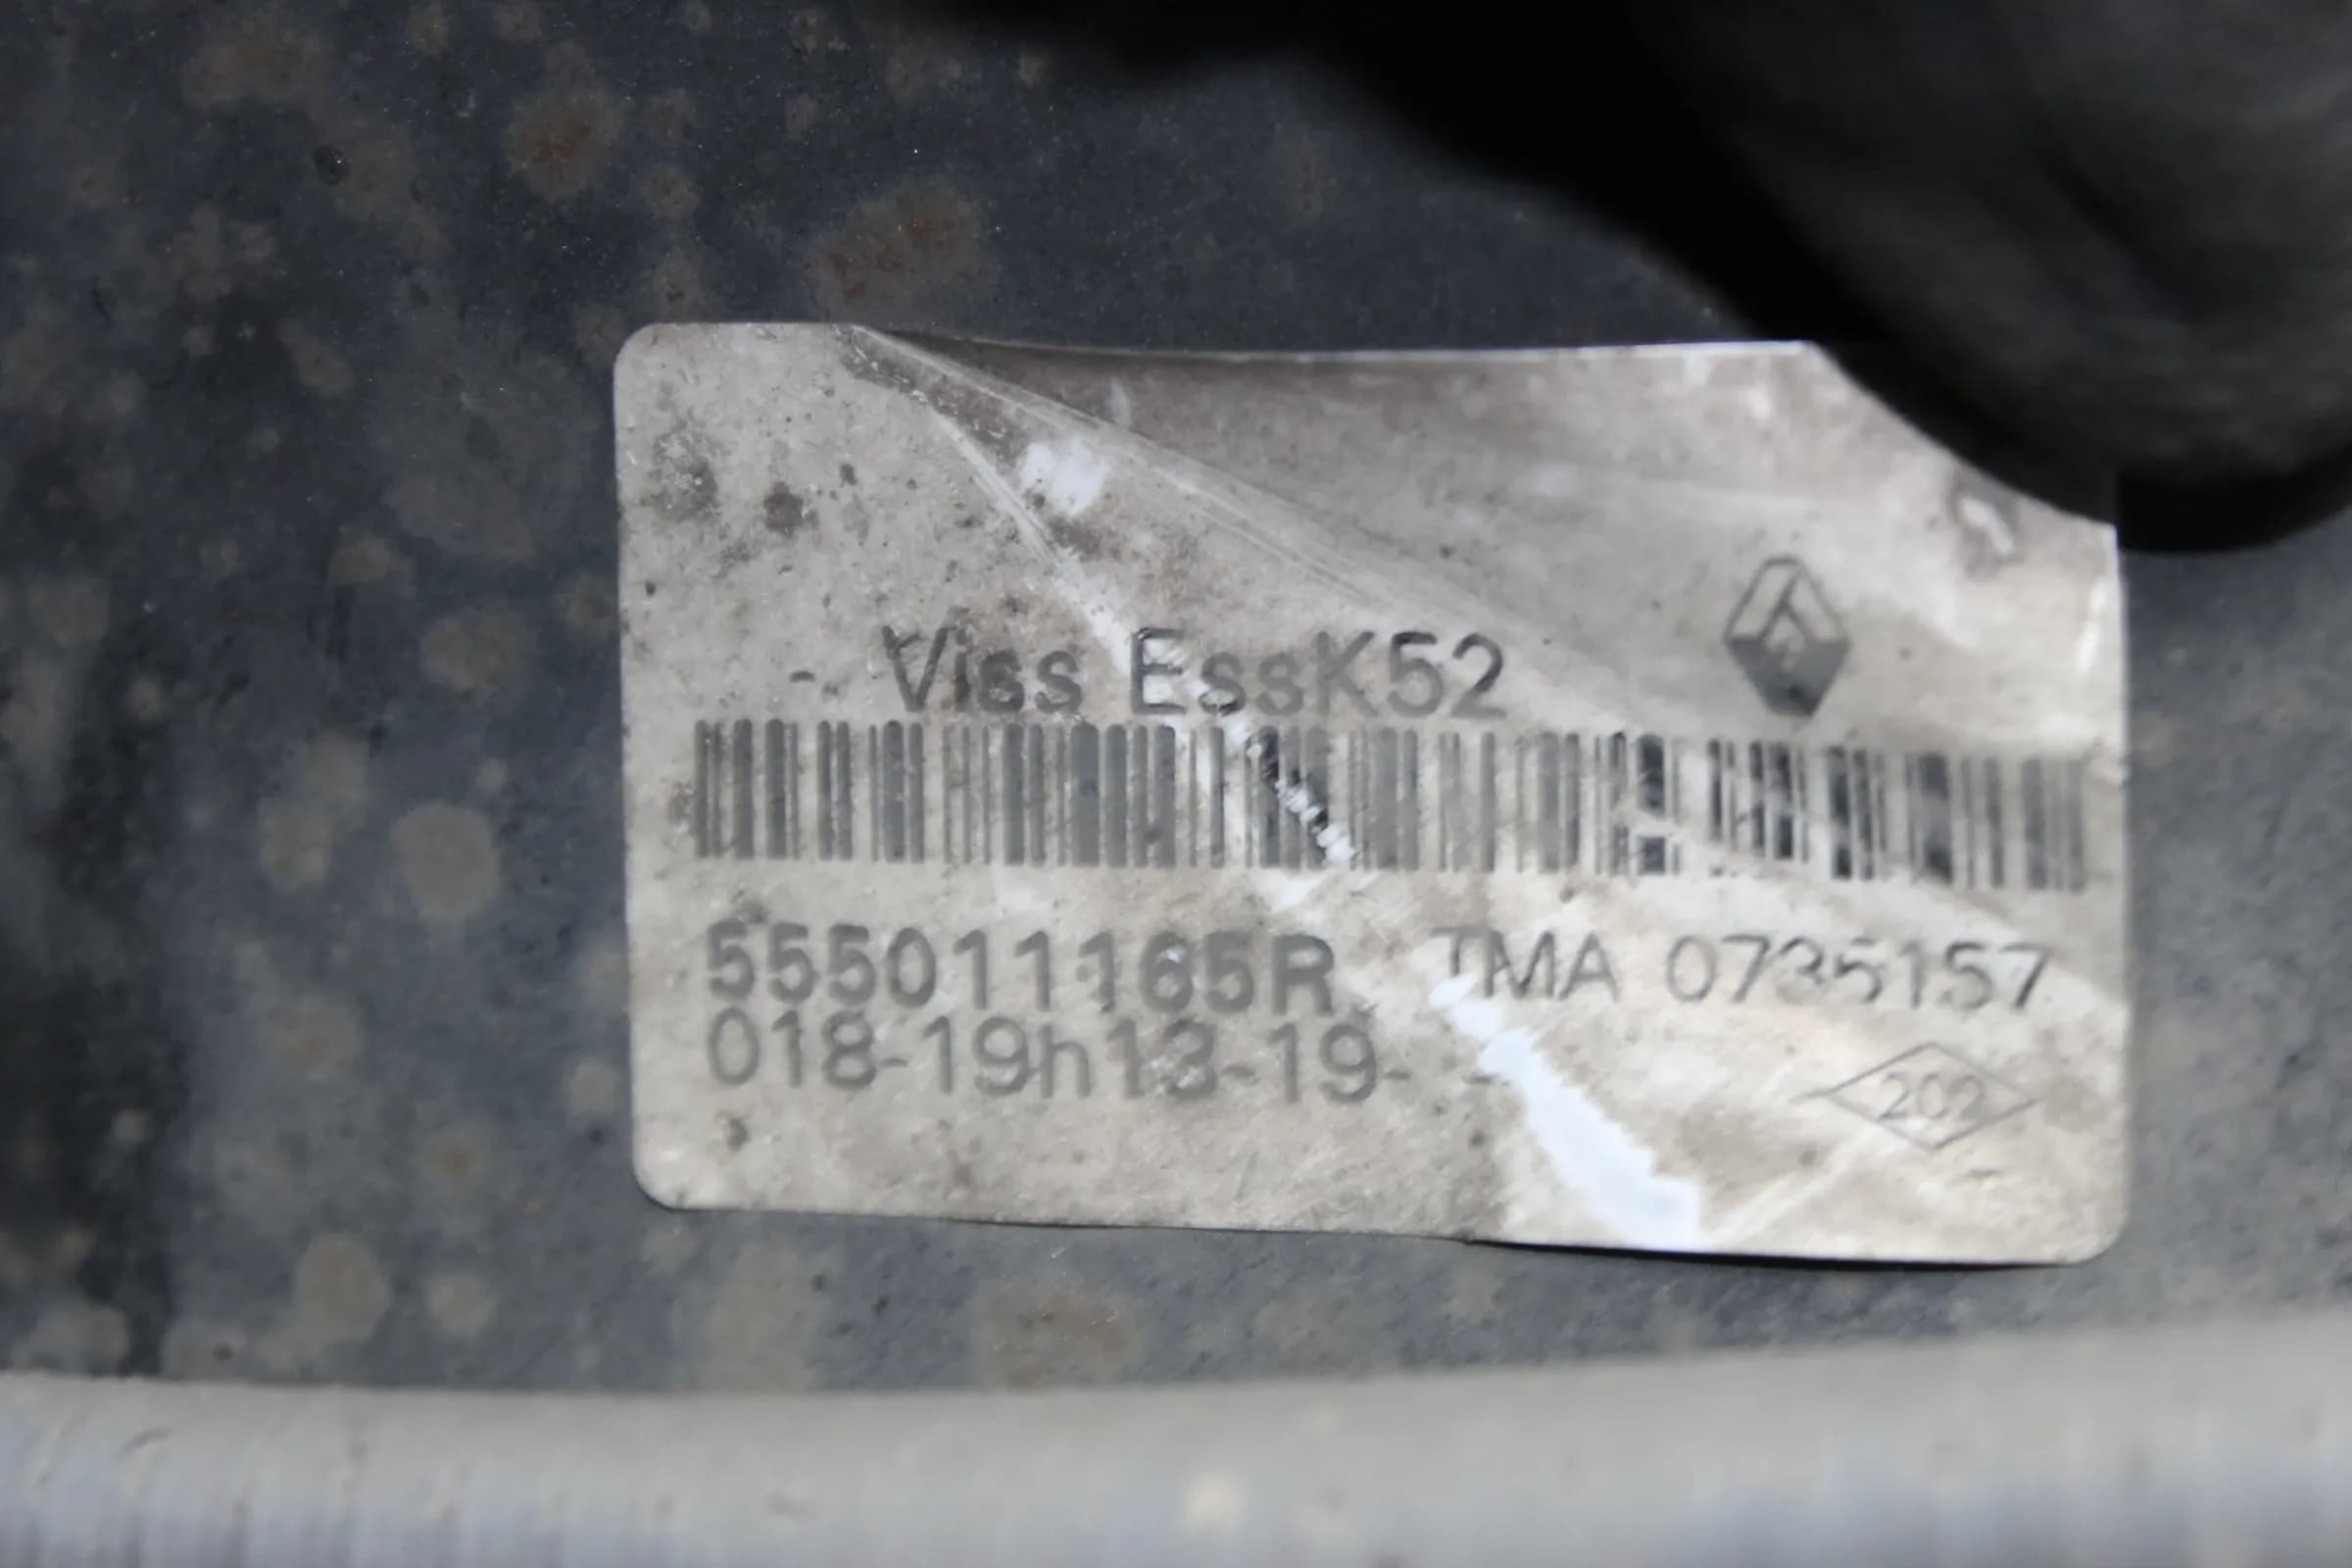 - Viss EssK52
555011165R TMA 0735157
018-19h13-19- -
202